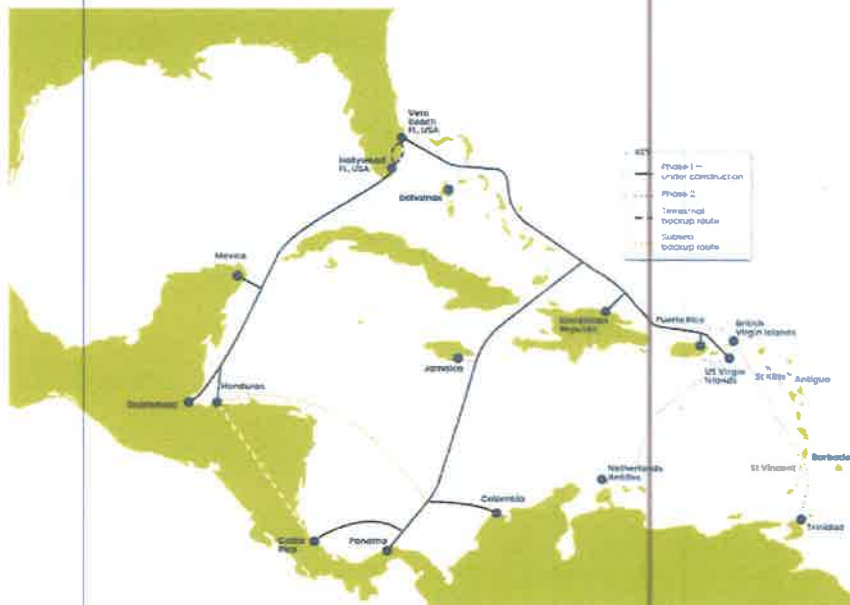 Vero
Beach
FL, USA
Hollywood
FL, USA
Bahamas
KEY
Phase 1 –
under construction
Phase 2
Terrestrial
backup route
Subsea
backup route
Mexico
Dominican
Republic
Puerto Rico
British
Virgin Islands
Jamaica
US Virgin
Islands
St Kitts
Antigua
Guatemala
Honduras
St Vincent
Barbado
Netherlands
Antilles
Colombia
Trinidad
Costa
Rica
Panama